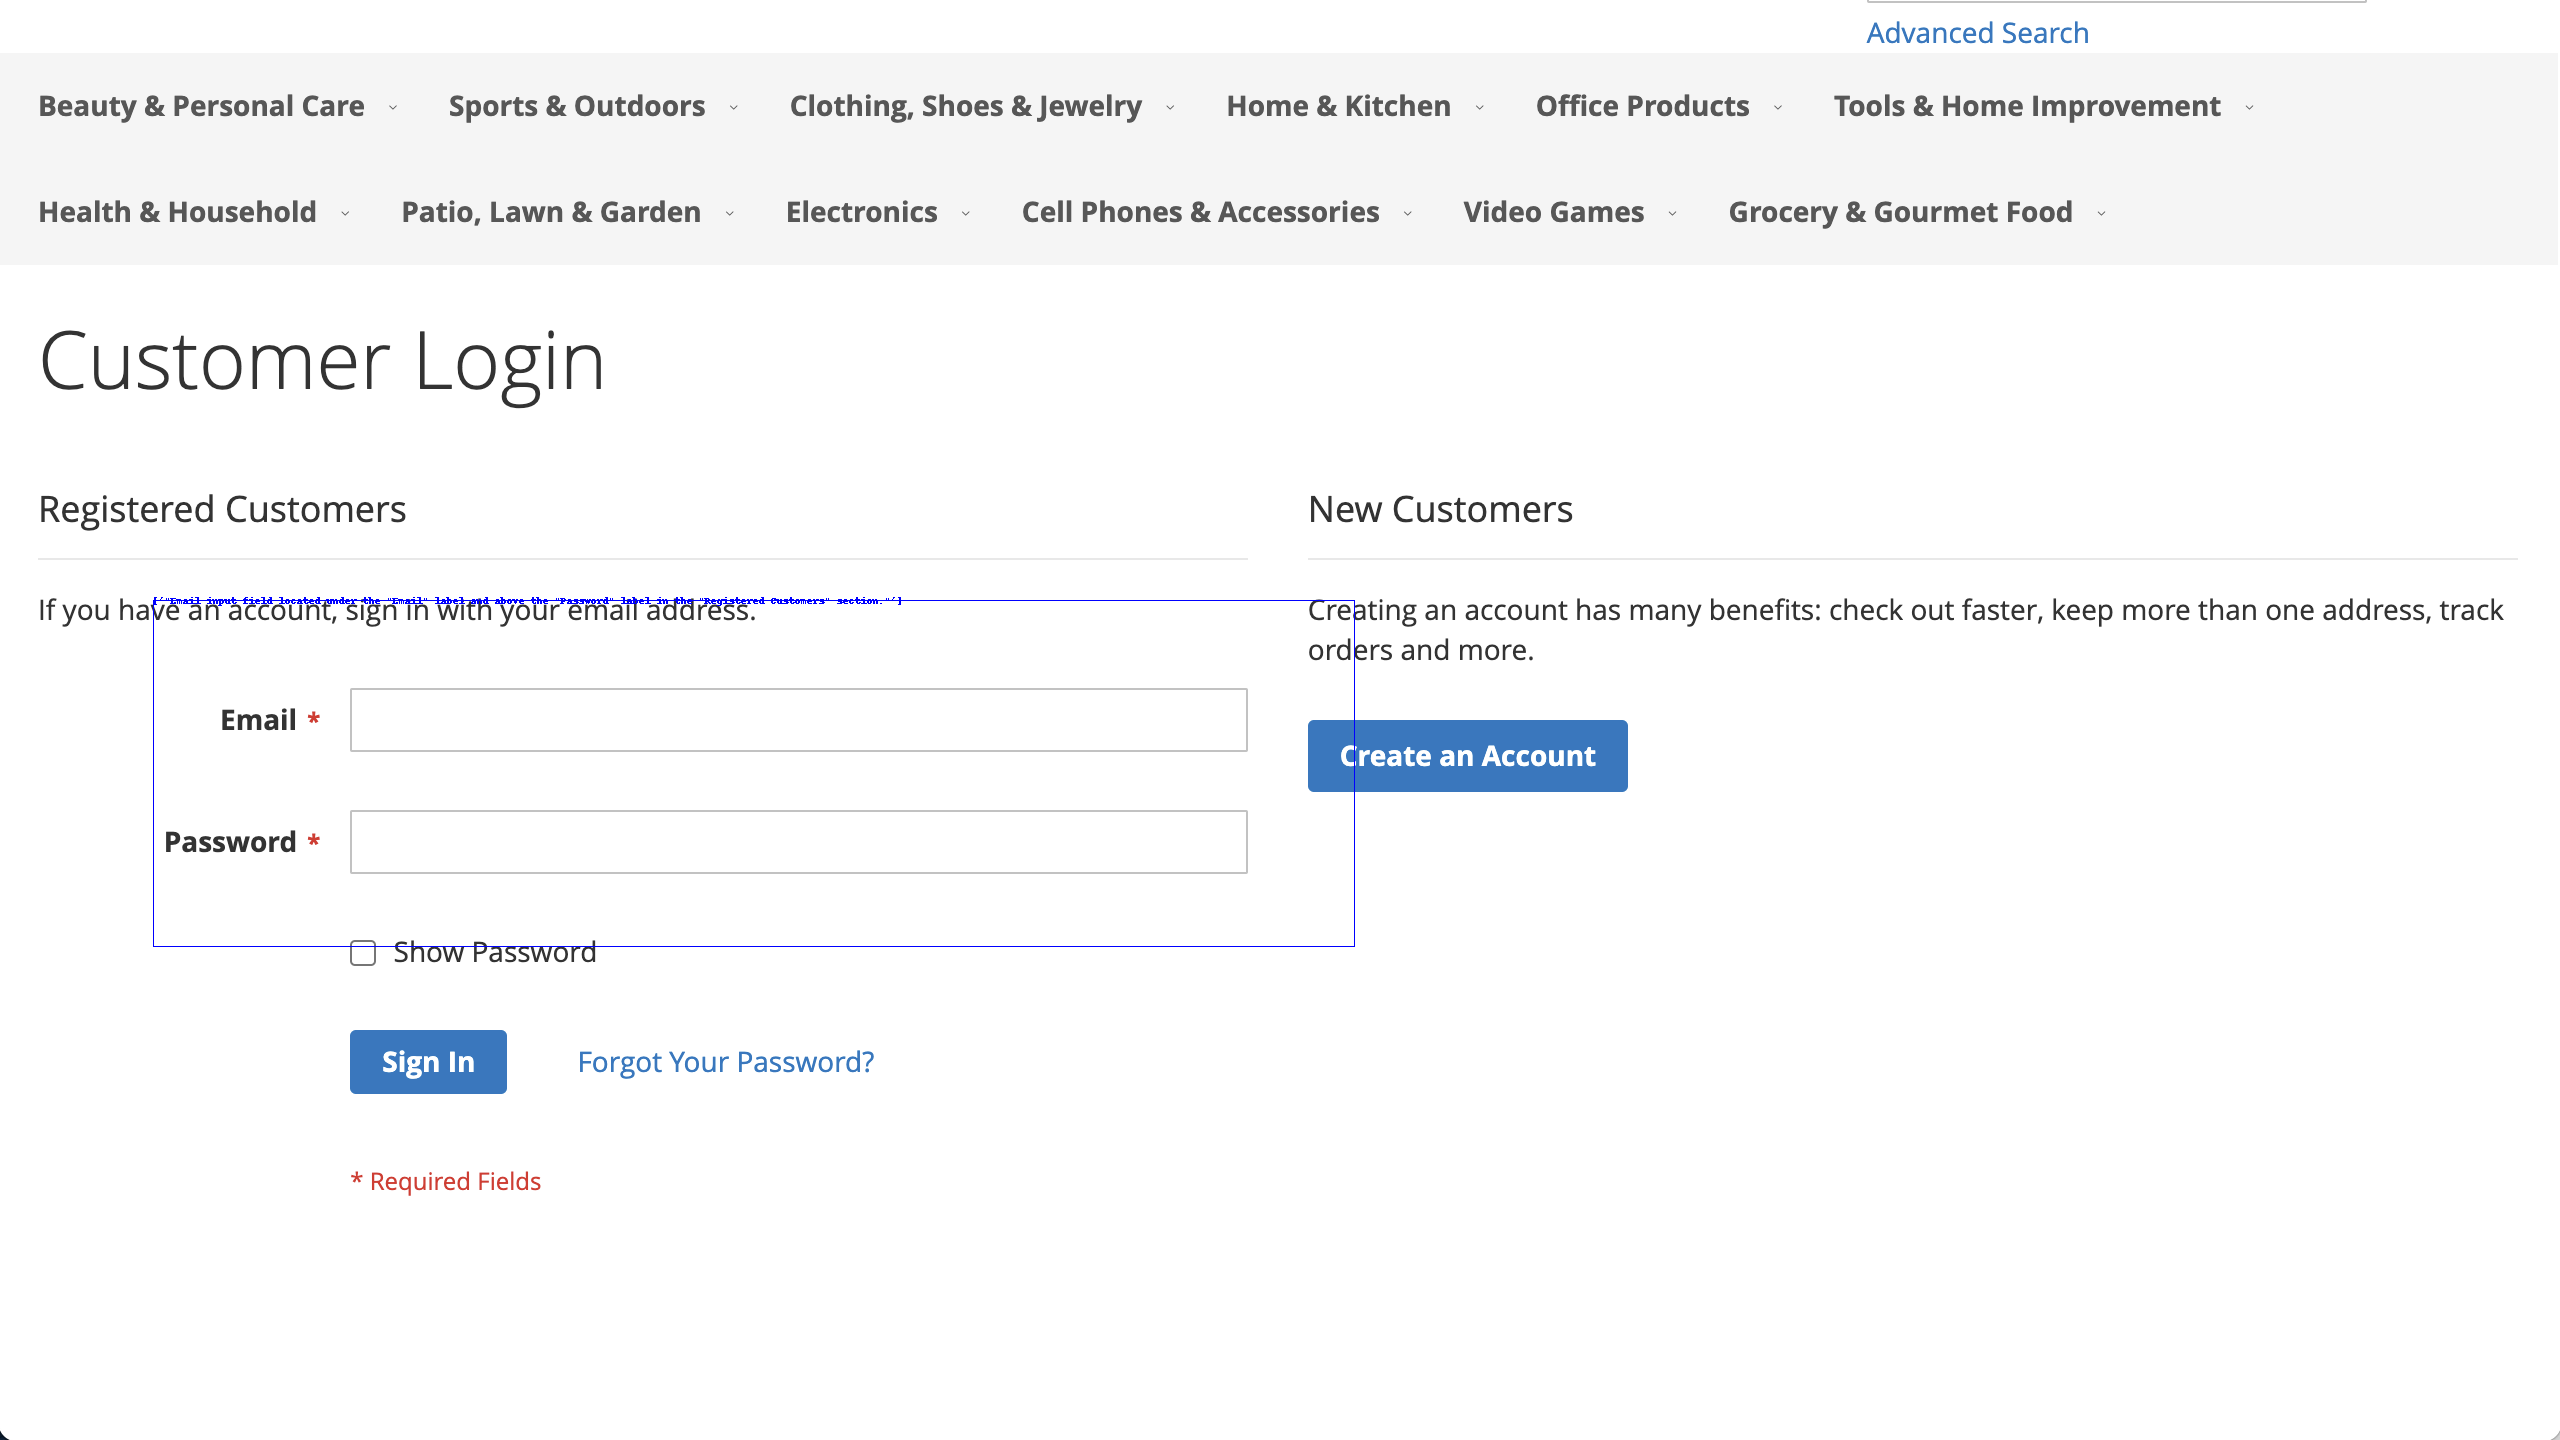 Advanced Search
Beauty & Personal Care Sports & Outdoors Clothing, Shoes & Jewelry Home & Kitchen Office Products Tools & Home Improvement
Health & Household Patio, Lawn & Garden Electronics Cell Phones & Accessories Video Games Grocery & Gourmet Food
Customer Login
Registered Customers
['"Email input field located under the "Email" label and above the "Password" label in the "Registered Customers" section."']
If you have an account, sign in with your email address.
Email *
Password *
Show Password
Sign In Forgot Your Password?
* Required Fields
New Customers
Creating an account has many benefits: check out faster, keep more than one address, track
orders and more.
Create an Account